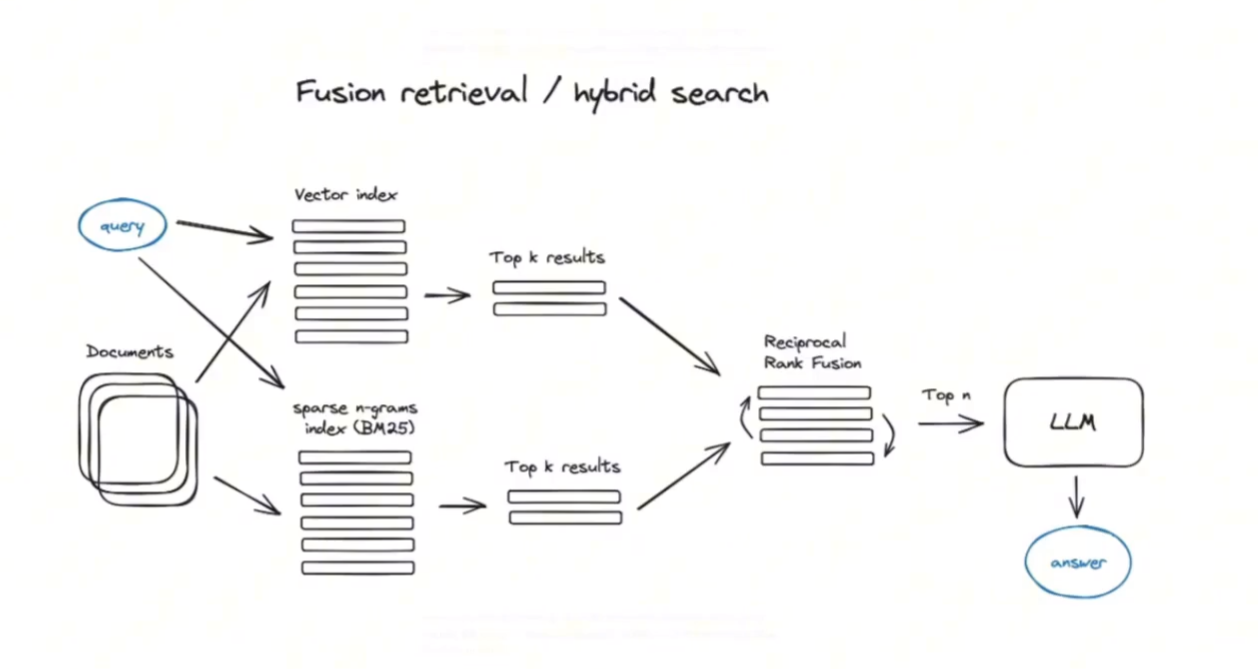 Fusion retrieval / hybrid search
Vector index
query
Top k results
Documents
Reciprocal
Rank Fusion
sparse n-grams
index (BM25)
Top n
LLM
Top k results
answer